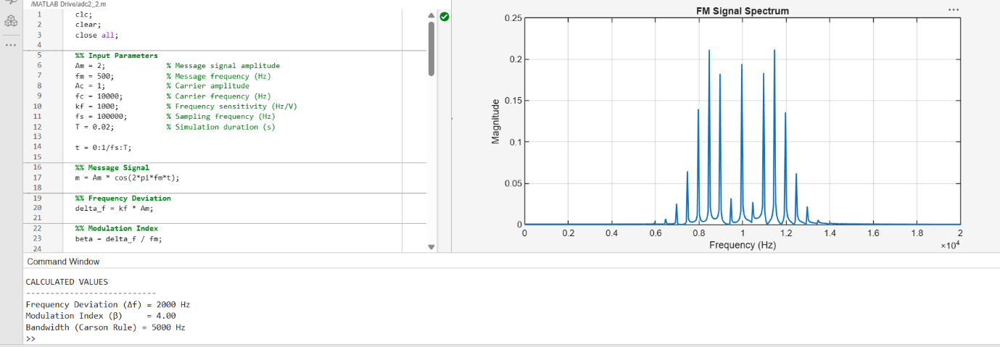 /MATLAB Drive/adc2_2.m
1 clc;
2 clear;
3 close all;
4
5 %% Input Parameters
6 Am = 2; % Message signal amplitude
7 fm = 500; % Message frequency (Hz)
8 Ac = 1; % Carrier amplitude
9 fc = 10000; % Carrier frequency (Hz)
10 kf = 1000; % Frequency sensitivity (Hz/V)
11 fs = 100000; % Sampling frequency (Hz)
12 T = 0.02; % Simulation duration (s)
13
14 t = 0:1/fs:T;
15
16 %% Message Signal
17 m = Am * cos(2*pi*fm*t);
18
19 %% Frequency Deviation
20 delta_f = kf * Am;
21
22 %% Modulation Index
23 beta = delta_f / fm;
24
FM Signal Spectrum
0.25
0.2
0.15
0.1
0.05
0
Magnitude
0 0.2 0.4 0.6 0.8 1 1.2 1.4 1.6 1.8 2
Frequency (Hz)
×10⁴
Command Window
CALCULATED VALUES
---------------------------
Frequency Deviation (Δf) = 2000 Hz
Modulation Index (β) = 4.00
Bandwidth (Carson Rule) = 5000 Hz
>>